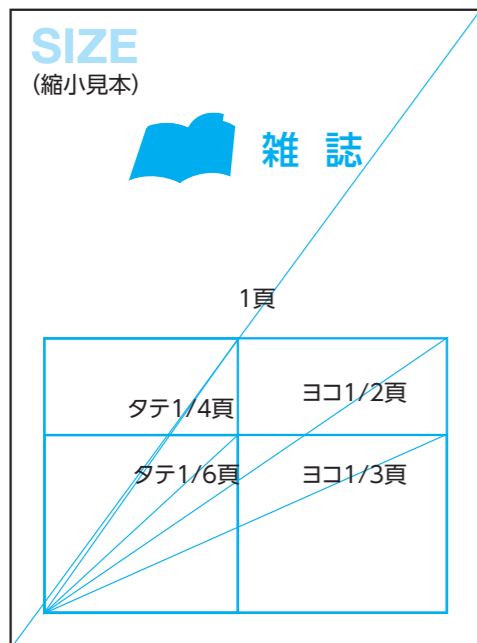 SIZE
(縮小見本)
雑 誌
1頁
タテ1/4頁
ヨコ1/2頁
タテ1/6頁
ヨコ1/3頁